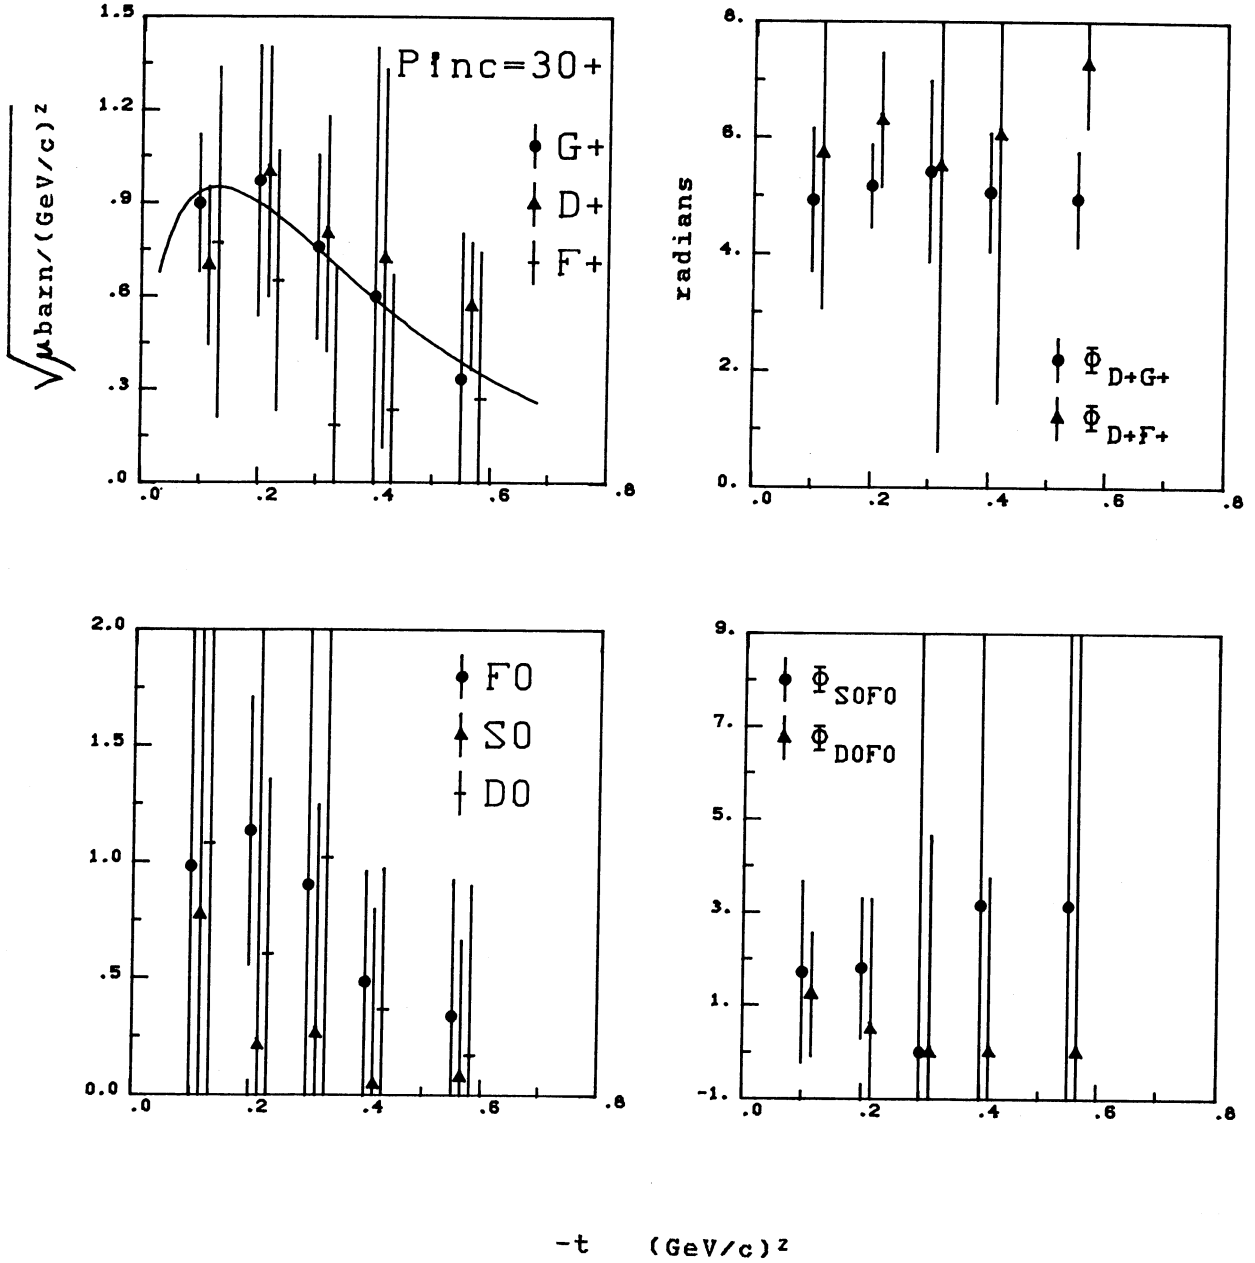 √μbarn/(GeV/c)²
1.5
1.2
.9
.6
.3
.0
Pinc=30+
G+
D+
F+
.0 .2 .4 .6 .8
radians
8.
6.
4.
2.
0.
Φ D+G+
Φ D+F+
.0 .2 .4 .6 .8
2.0
1.5
1.0
.5
0.0
F0
S0
D0
.0 .2 .4 .6 .8
9.
7.
5.
3.
1.
-1.
Φ S0F0
Φ D0F0
.0 .2 .4 .6 .8
-t (GeV/c)²